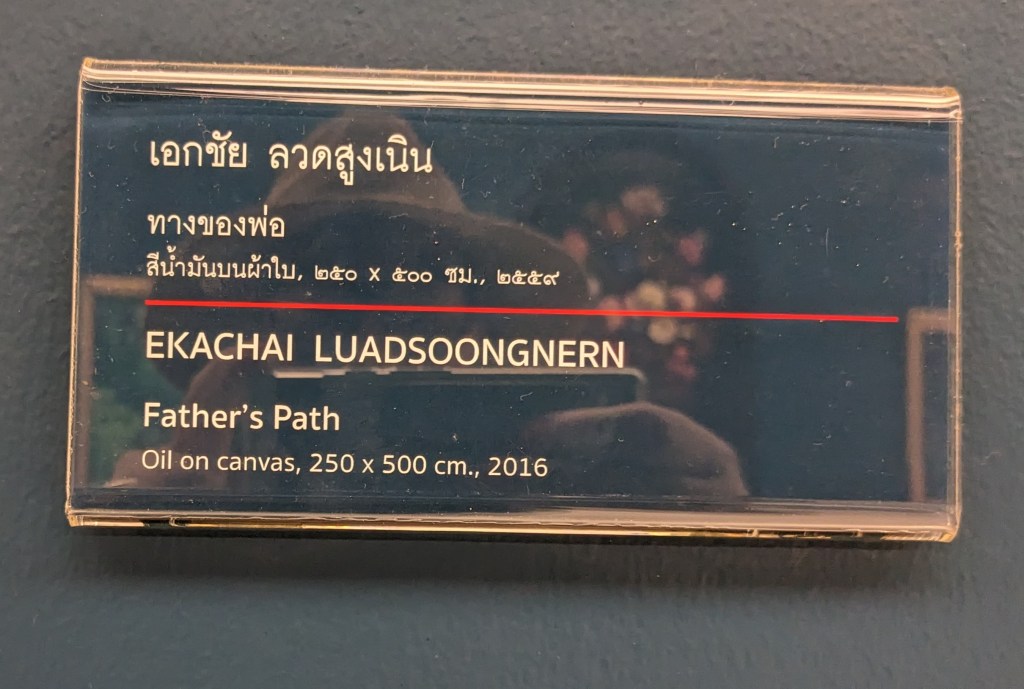 เอกชัย ลวดสูงเนิน
ทางของพ่อ
สีน้ำมันบนผ้าใบ, ๒๕๐ x ๕๐๐ ซม., ๒๕๕๙
EKACHAI LUADSOONGNERN
Father's Path
Oil on canvas, 250 x 500 cm., 2016